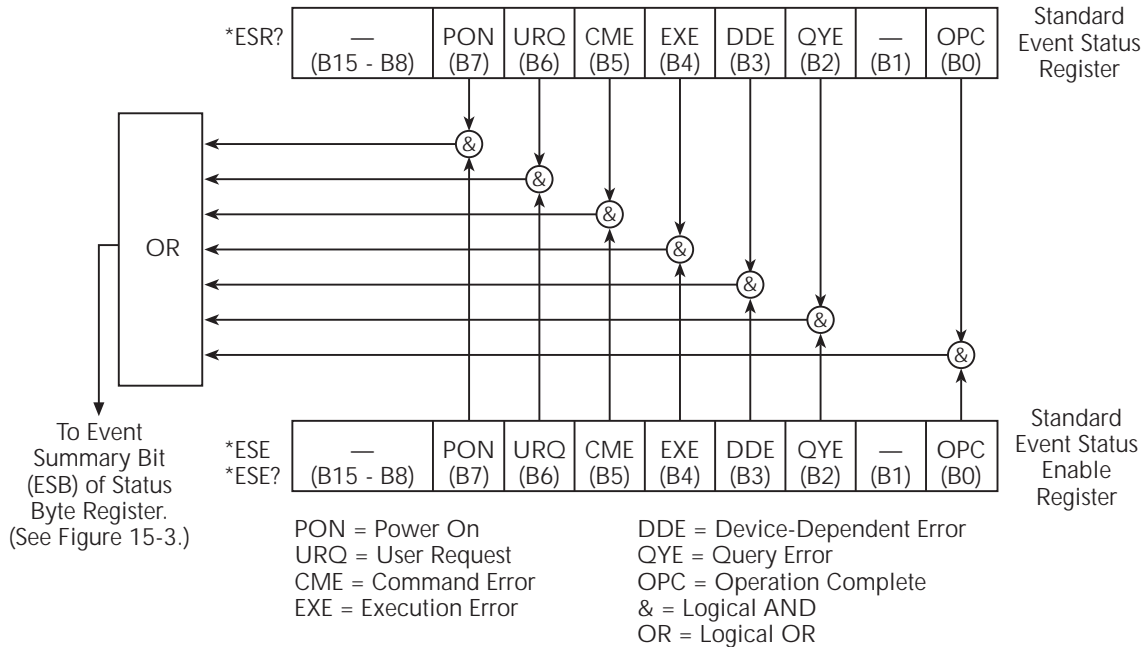 *ESR?
—
(B15 - B8)
PON
(B7)
URQ
(B6)
CME
(B5)
EXE
(B4)
DDE
(B3)
QYE
(B2)
—
(B1)
OPC
(B0)
Standard
Event Status
Register
&
&
&
&
&
&
&
OR
To Event
Summary Bit
(ESB) of Status
Byte Register.
(See Figure 15-3.)
*ESE
*ESE?
—
(B15 - B8)
PON
(B7)
URQ
(B6)
CME
(B5)
EXE
(B4)
DDE
(B3)
QYE
(B2)
—
(B1)
OPC
(B0)
Standard
Event Status
Enable
Register
PON = Power On
URQ = User Request
CME = Command Error
EXE = Execution Error
DDE = Device-Dependent Error
QYE = Query Error
OPC = Operation Complete
& = Logical AND
OR = Logical OR